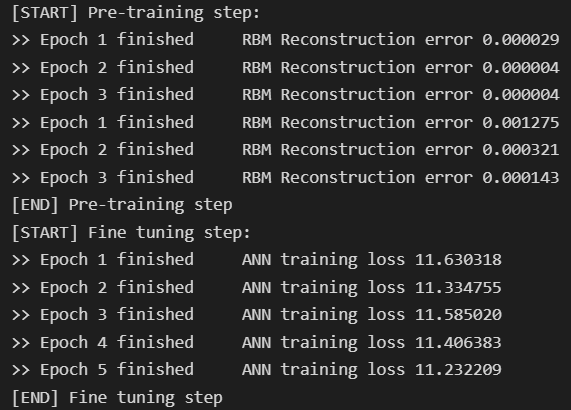 [START] Pre-training step:
>> Epoch 1 finished     RBM Reconstruction error 0.000029
>> Epoch 2 finished     RBM Reconstruction error 0.000004
>> Epoch 3 finished     RBM Reconstruction error 0.000004
>> Epoch 1 finished     RBM Reconstruction error 0.001275
>> Epoch 2 finished     RBM Reconstruction error 0.000321
>> Epoch 3 finished     RBM Reconstruction error 0.000143
[END] Pre-training step
[START] Fine tuning step:
>> Epoch 1 finished     ANN training loss 11.630318
>> Epoch 2 finished     ANN training loss 11.334755
>> Epoch 3 finished     ANN training loss 11.585020
>> Epoch 4 finished     ANN training loss 11.406383
>> Epoch 5 finished     ANN training loss 11.232209
[END] Fine tuning step